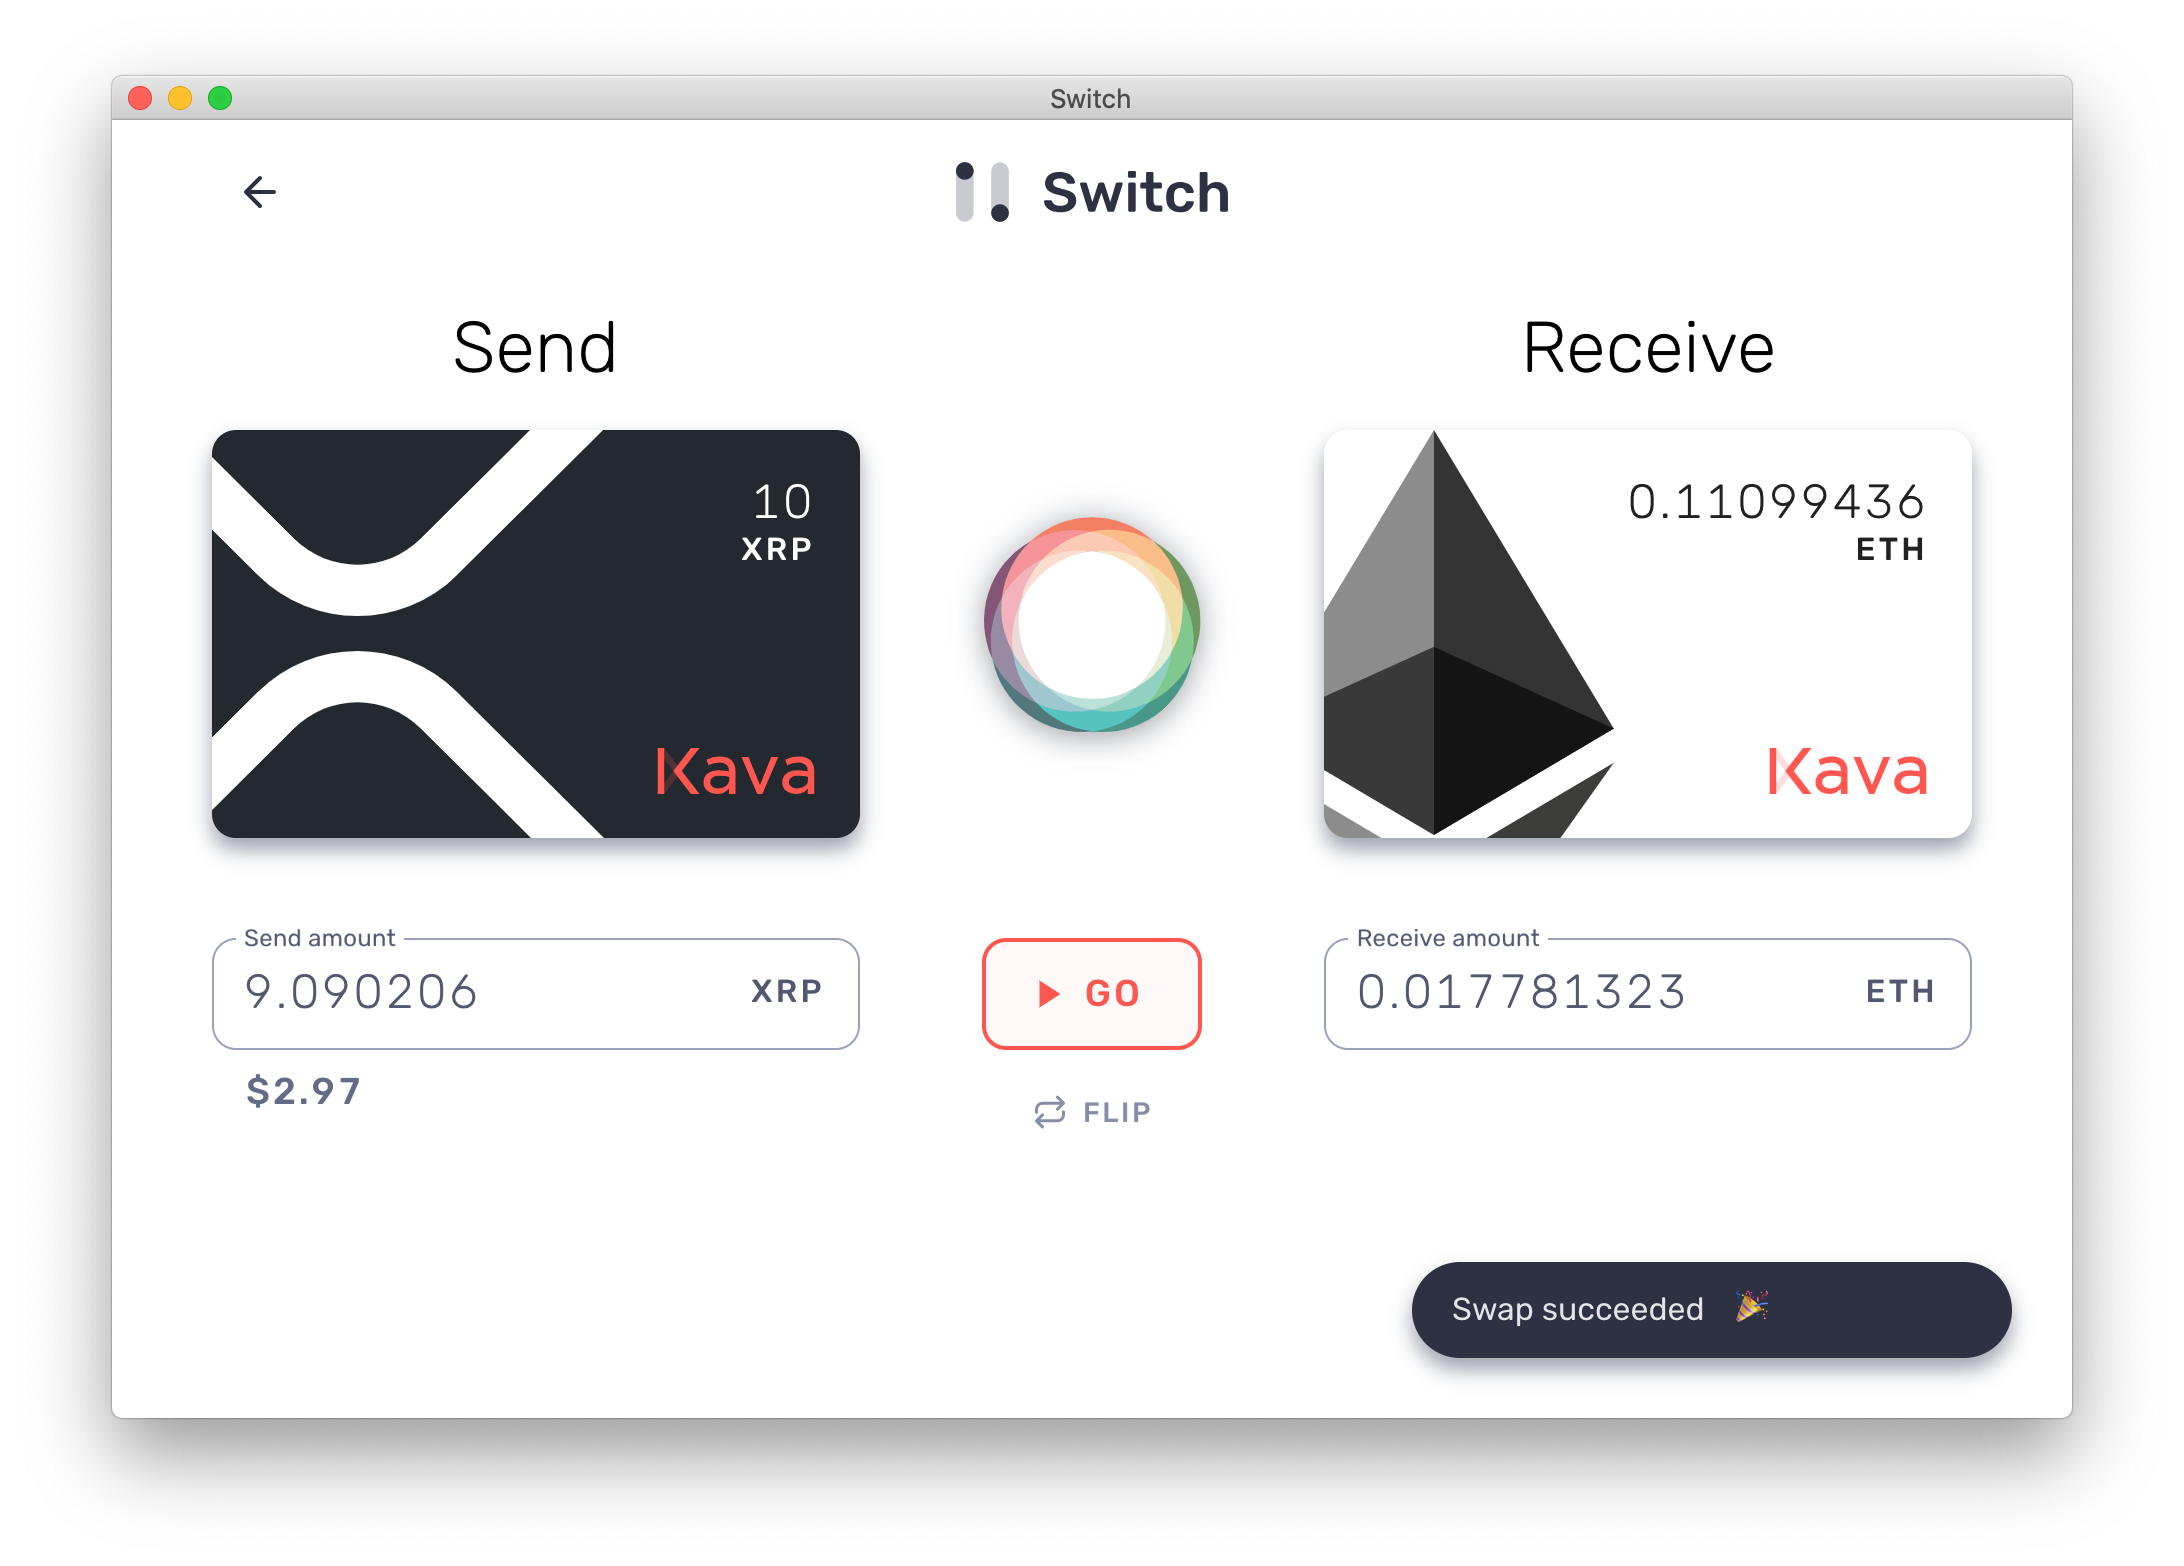 Switch
Switch
Send
Receive
10
XRP
Kava
0.11099436
ETH
Kava
Send amount
9.090206 XRP
$2.97
GO
FLIP
Receive amount
0.017781323 ETH
Swap succeeded 🎉